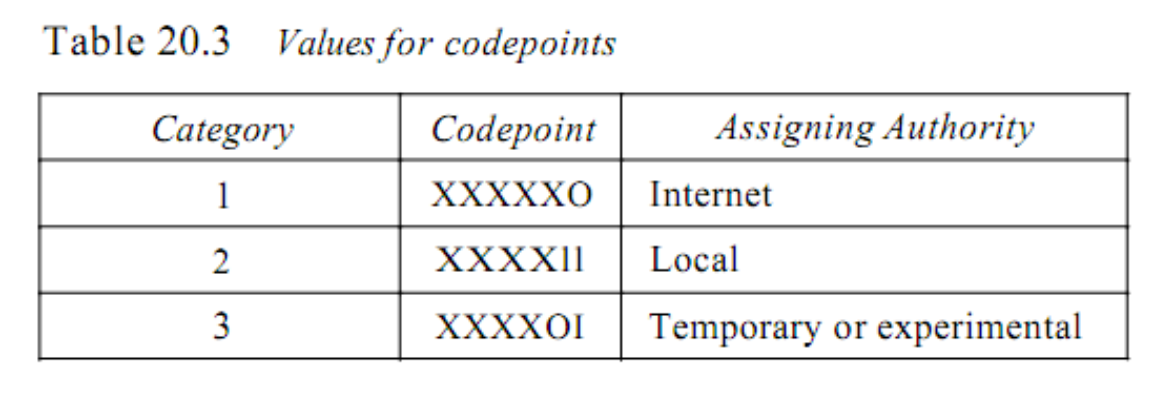 Table 20.3 Values for codepoints
Category Codepoint Assigning Authority
1 XXXXXO Internet
2 XXXX11 Local
3 XXXXOI Temporary or experimental